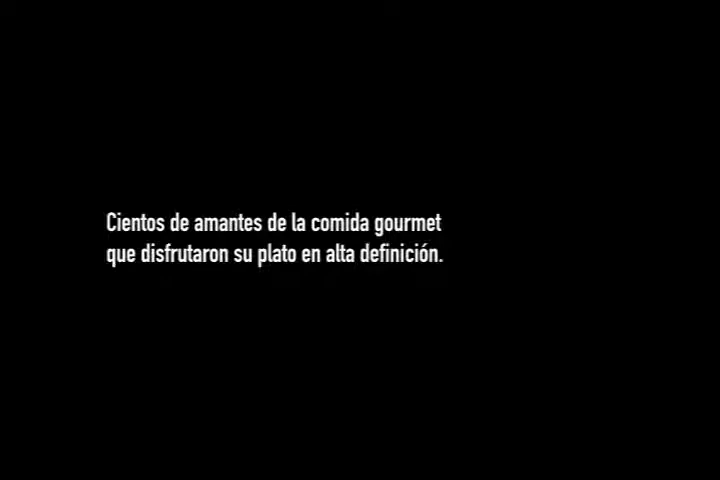 Cientos de amantes de la comida gourmet
que disfrutaron su plato en alta definición.